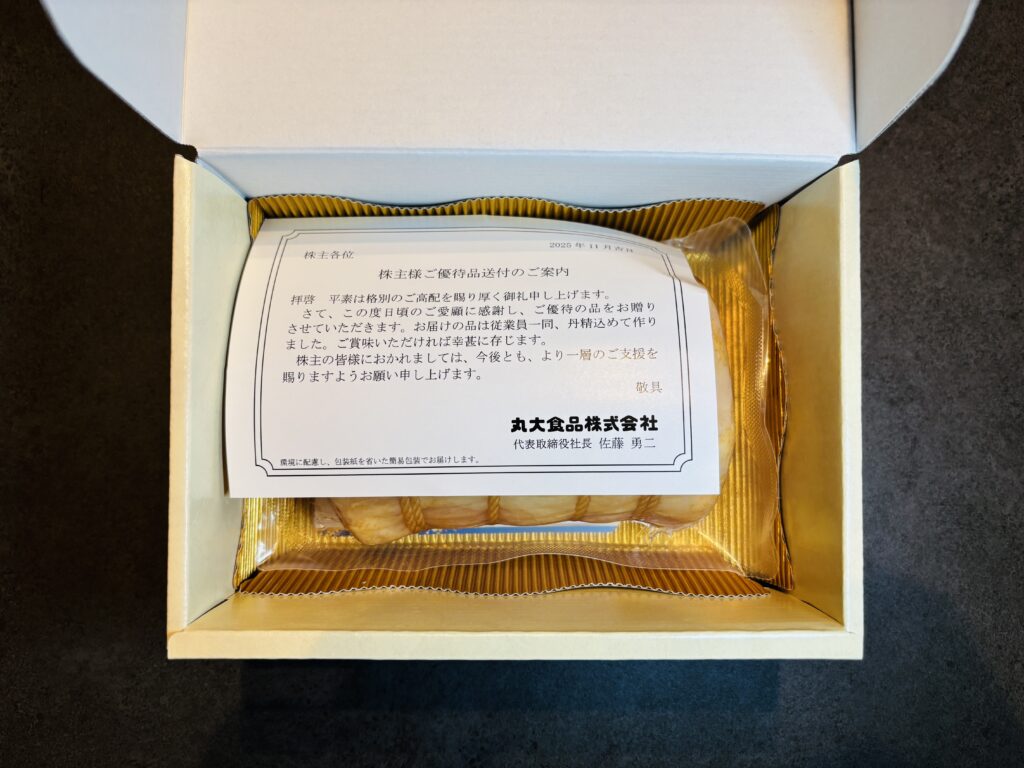 株主各位
2025年11月吉日
株主様ご優待品送付のご案内
拝啓　平素は格別のご高配を賜り厚く御礼申し上げます。
さて、この度日頃のご愛顧に感謝し、ご優待の品をお贈り
させていただきます。お届けの品は従業員一同、丹精込めて作り
ました。ご賞味いただければ幸甚に存じます。
株主の皆様におかれましては、今後とも、より一層のご支援を
賜りますようお願い申し上げます。
敬具
丸大食品株式会社
代表取締役社長 佐藤 勇二
環境に配慮し、包装紙を省いた簡易包装でお届けします。